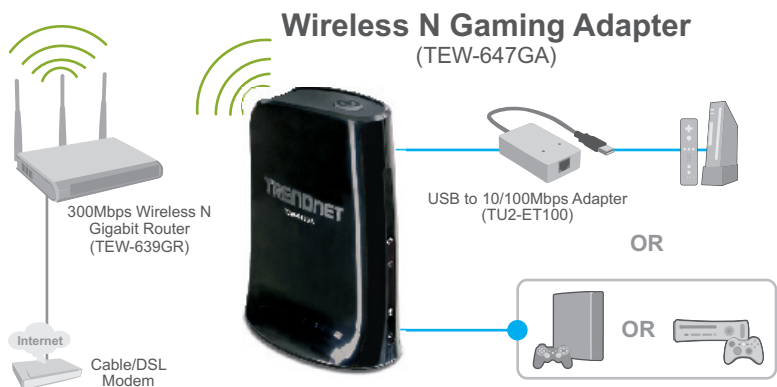 Wireless N Gaming Adapter
(TEW-647GA)
300Mbps Wireless N
Gigabit Router
(TEW-639GR)
TRENDNET
USB to 10/100Mbps Adapter
(TU2-ET100)
OR
OR
Internet
Cable/DSL
Modem